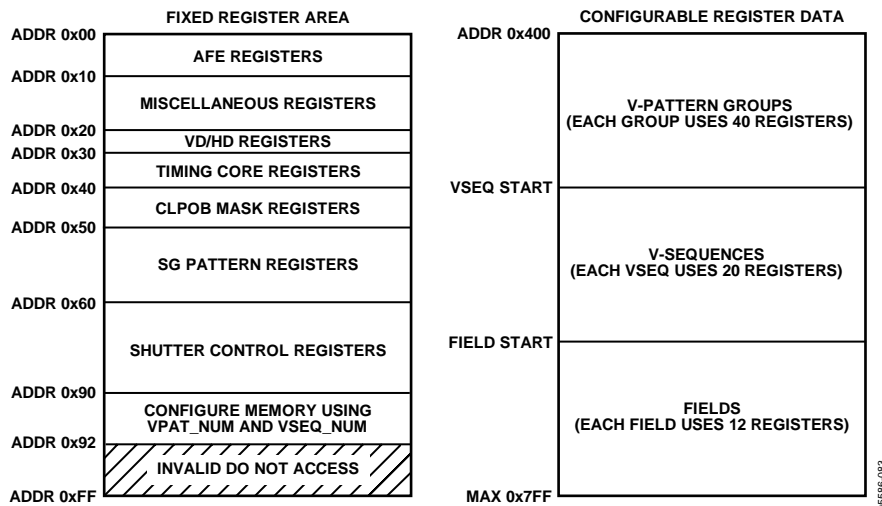 FIXED REGISTER AREA
ADDR 0x00
AFE REGISTERS
ADDR 0x10
MISCELLANEOUS REGISTERS
ADDR 0x20
VD/HD REGISTERS
ADDR 0x30
TIMING CORE REGISTERS
ADDR 0x40
CLPOB MASK REGISTERS
ADDR 0x50
SG PATTERN REGISTERS
ADDR 0x60
SHUTTER CONTROL REGISTERS
ADDR 0x90
CONFIGURE MEMORY USING
VPAT_NUM AND VSEQ_NUM
ADDR 0x92
INVALID DO NOT ACCESS
ADDR 0xFF
CONFIGURABLE REGISTER DATA
ADDR 0x400
V-PATTERN GROUPS
(EACH GROUP USES 40 REGISTERS)
VSEQ START
V-SEQUENCES
(EACH VSEQ USES 20 REGISTERS)
FIELD START
FIELDS
(EACH FIELD USES 12 REGISTERS)
MAX 0x7FF